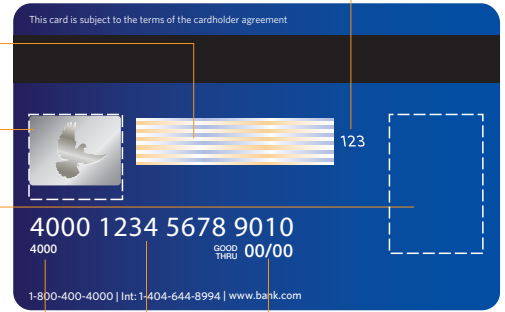 This card is subject to the terms of the cardholder agreement
123
4000 1234 5678 9010
4000 GOOD THRU 00/00
1-800-400-4000 | Int: 1-404-644-8994 | www.bank.com